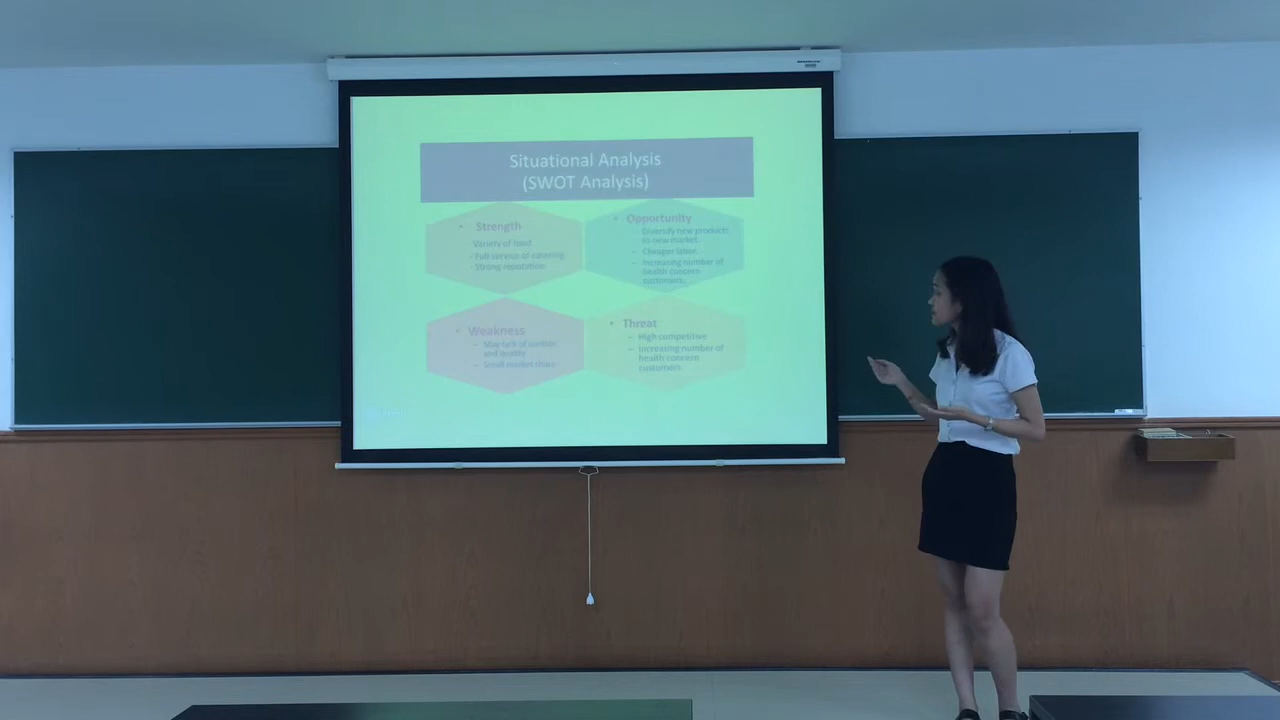 Situational Analysis
(SWOT Analysis)
• Strength
Variety of food
- Full service of catering
- Strong reputation
• Opportunity
– Diversify new products
to new market.
– Cheaper labor.
– Increasing number of
health concern
customers.
• Weakness
– May lack of
and quality
– Small market share
• Threat
– High competitive
– Increasing number of
health concern
customers